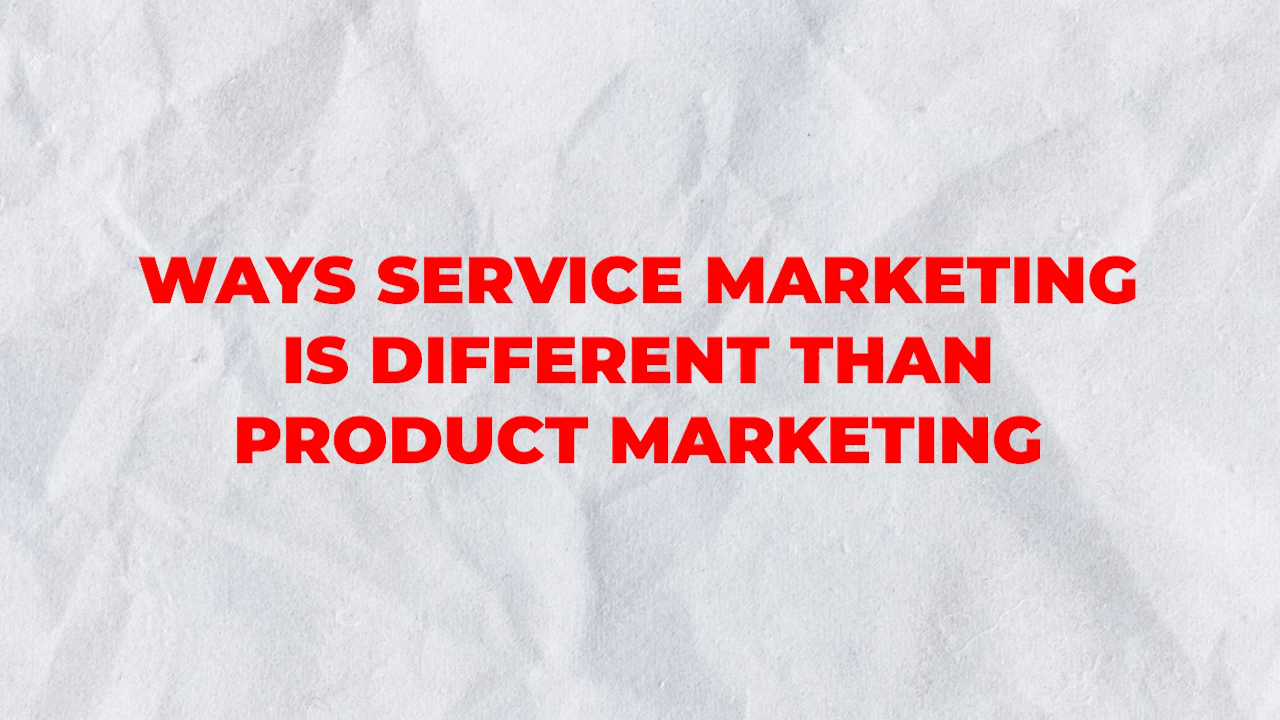 WAYS SERVICE MARKETING
IS DIFFERENT THAN
PRODUCT MARKETING